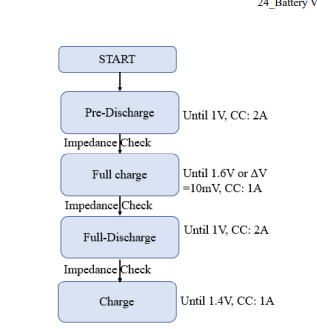 24_Battery V
START
Pre-Discharge
Until 1V, CC: 2A
Impedance Check
Full charge
Until 1.6V or ΔV
=10mV, CC: 1A
Impedance Check
Full-Discharge
Until 1V, CC: 2A
Impedance Check
Charge
Until 1.4V, CC: 1A